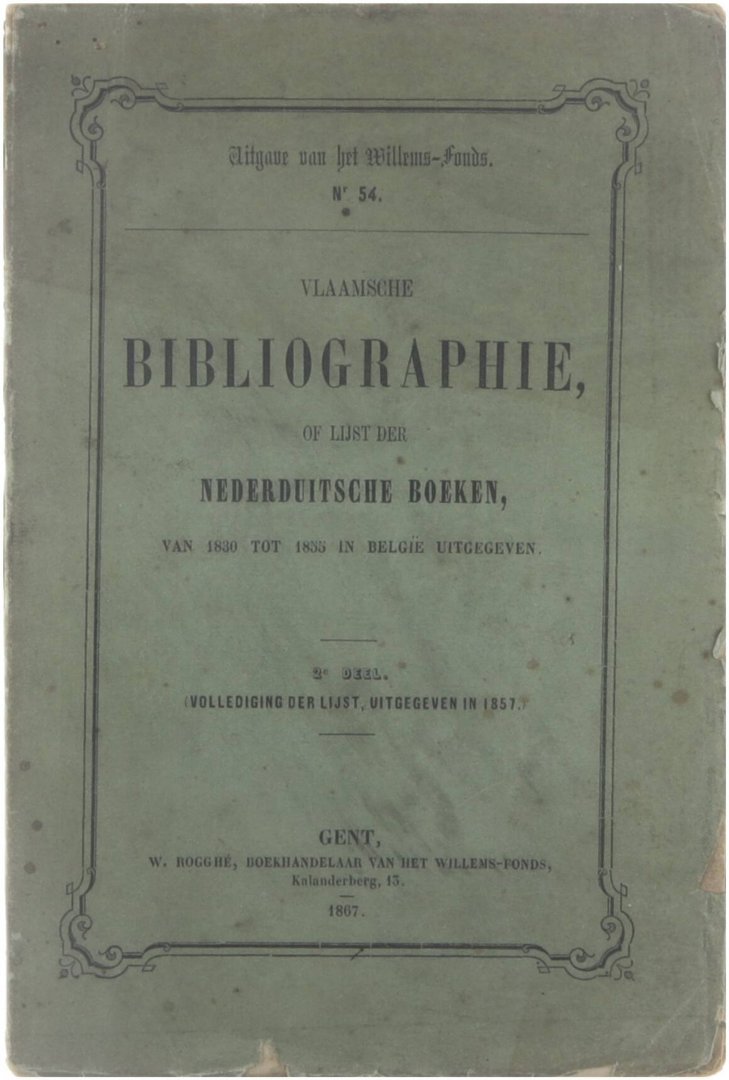 Uitgave van het Willems-Fonds.
Nr 54.
VLAAMSCHE
BIBLIOGRAPHIE,
OF LIJST DER
NEDERDUITSCHE BOEKEN,
VAN 1830 TOT 1855 IN BELGIË UITGEGEVEN.
2e DEEL.
(VOLLEDIGING DER LIJST, UITGEGEVEN IN 1857.)
GENT,
W. ROGGHÉ, BOEKHANDELAAR VAN HET WILLEMS-FONDS,
Kalanderberg, 13.
1867.